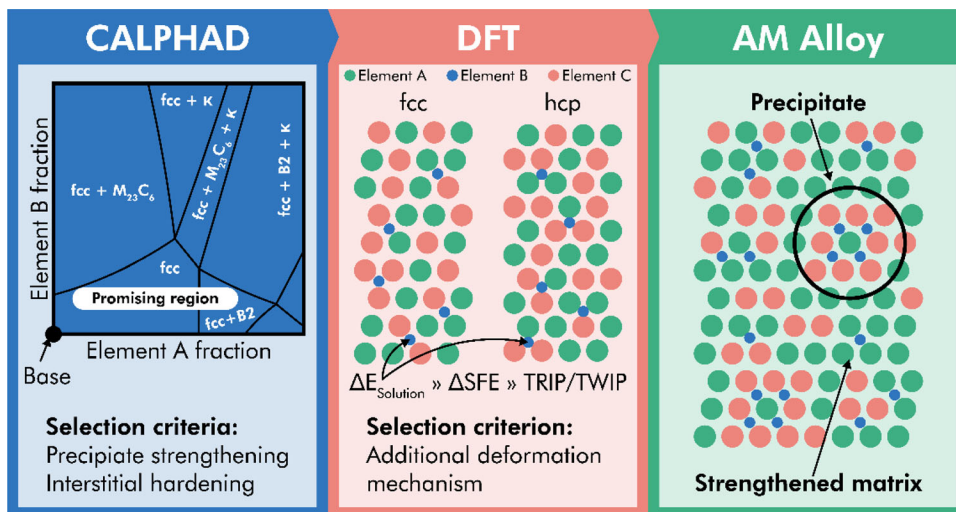 CALPHAD
Element B fraction
fcc + M₂₃C₆
fcc + κ
fcc + M₂₃C₆ + κ
fcc + B2 + κ
fcc
Promising region
fcc+B2
Element A fraction
Base
Selection criteria:
Precipiate strengthening
Interstitial hardening
DFT
Element A Element B Element C
fcc hcp
ΔE_Solution » ΔSFE » TRIP/TWIP
Selection criterion:
Additional deformation
mechanism
AM Alloy
Precipitate
Strengthened matrix